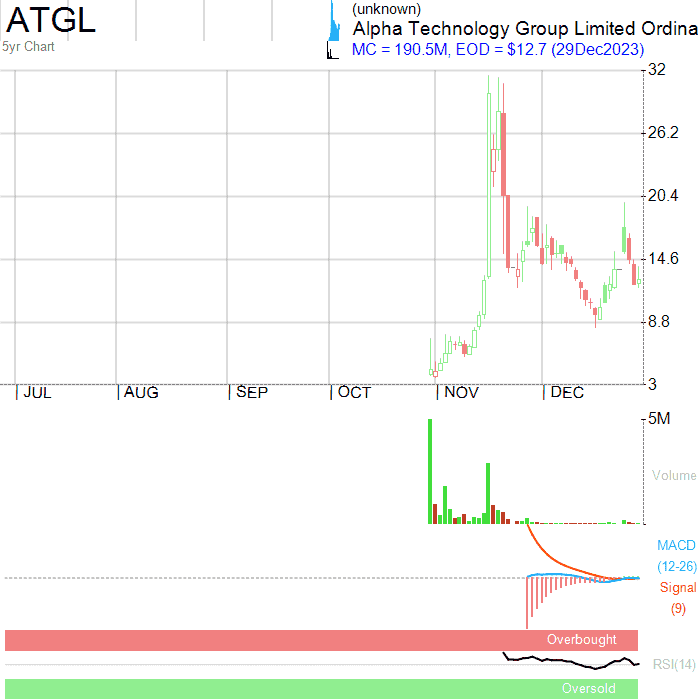 ATGL
5yr Chart
(unknown)
Alpha Technology Group Limited Ordina
MC = 190.5M, EOD = $12.7 (29Dec2023)
32
26.2
20.4
14.6
8.8
3
JUL AUG SEP OCT NOV DEC
5M
Volume
MACD
(12-26)
Signal
(9)
Overbought
RSI(14)
Oversold